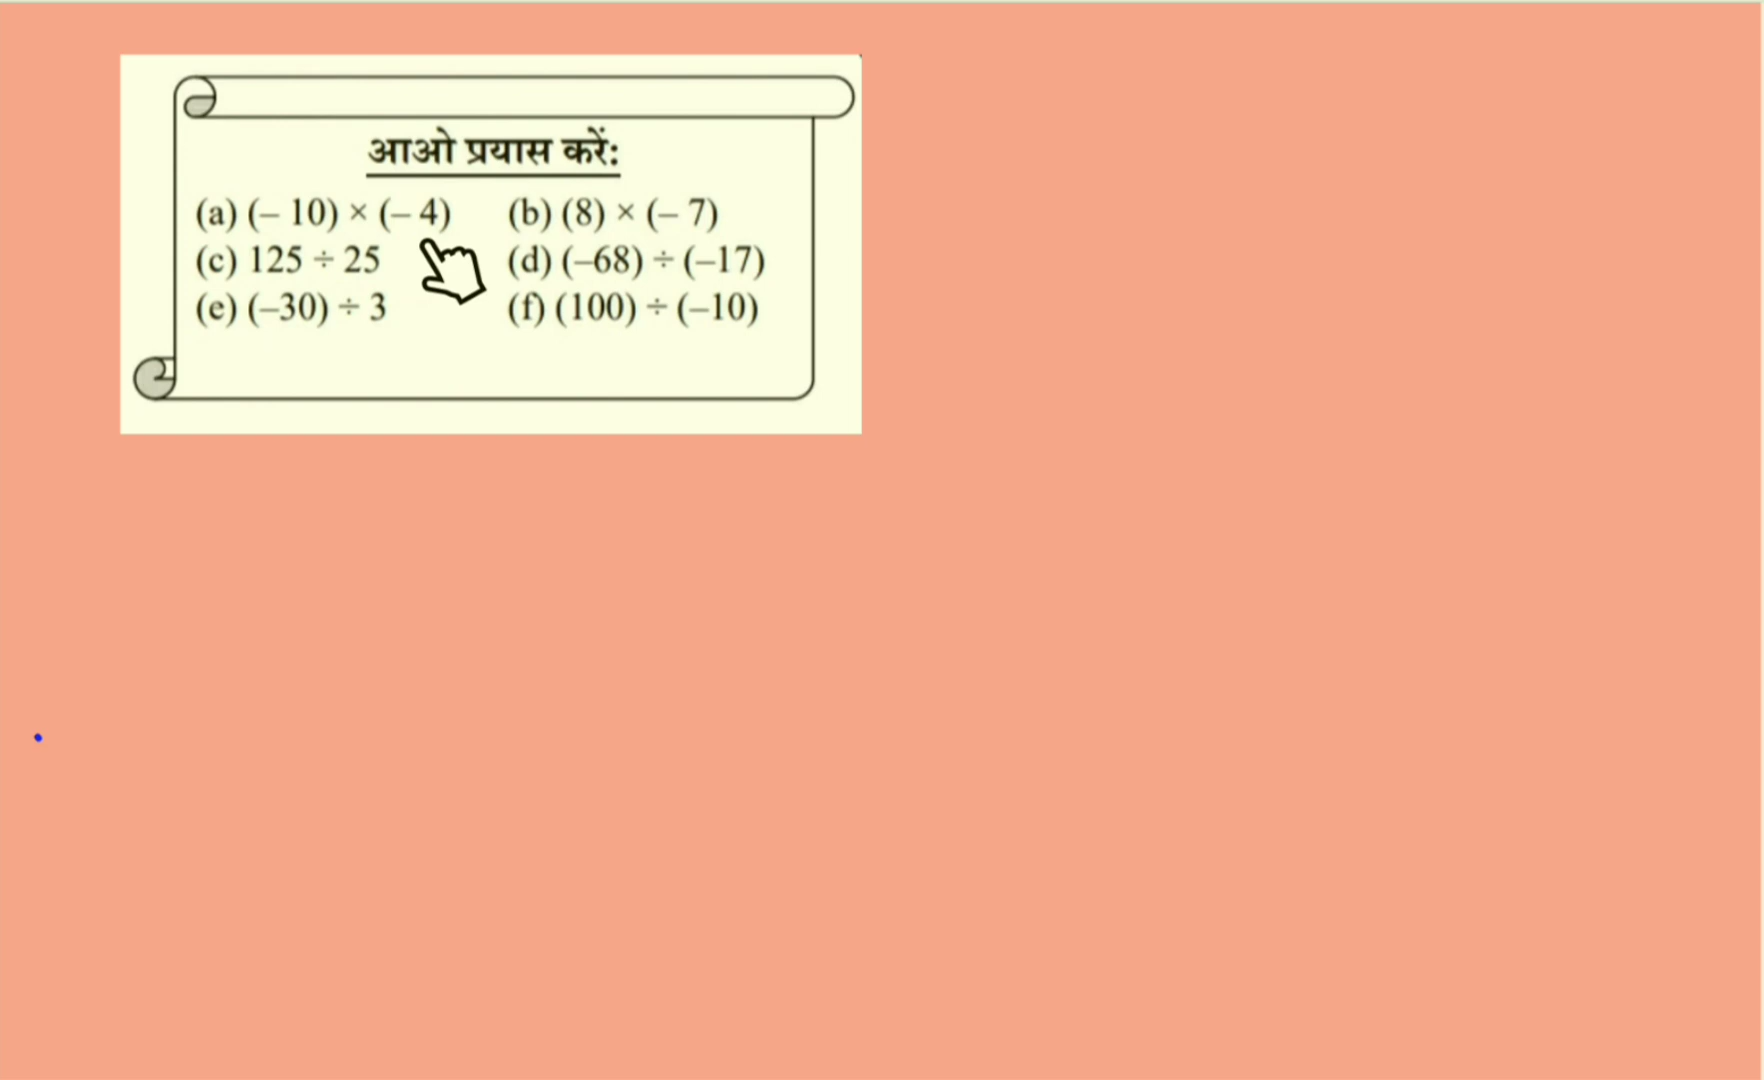 आओ प्रयास करें:
(a) (– 10) × (– 4) (b) (8) × (– 7)
(c) 125 ÷ 25 (d) (–68) ÷ (–17)
(e) (–30) ÷ 3 (f) (100) ÷ (–10)